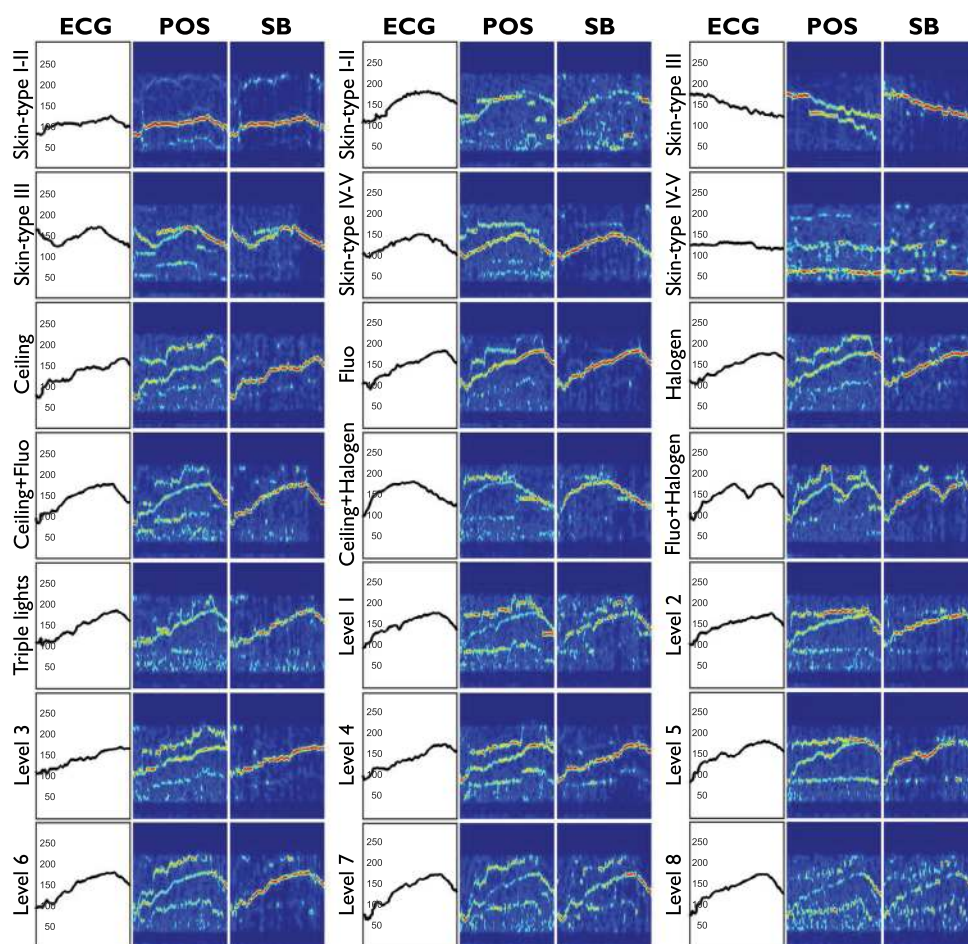 ECG POS SB ECG POS SB ECG POS SB
Skin-type I-II 250 200 150 100 50
Skin-type I-II 250 200 150 100 50
Skin-type III 250 200 150 100 50
Skin-type III 250 200 150 100 50
Skin-type IV-V 250 200 150 100 50
Skin-type IV-V 250 200 150 100 50
Ceiling 250 200 150 100 50
Fluo 250 200 150 100 50
Halogen 250 200 150 100 50
Ceiling+Fluo 250 200 150 100 50
Ceiling+Halogen 250 200 150 100 50
Fluo+Halogen 250 200 150 100 50
Triple lights 250 200 150 100 50
Level 1 250 200 150 100 50
Level 2 250 200 150 100 50
Level 3 250 200 150 100 50
Level 4 250 200 150 100 50
Level 5 250 200 150 100 50
Level 6 250 200 150 100 50
Level 7 250 200 150 100 50
Level 8 250 200 150 100 50